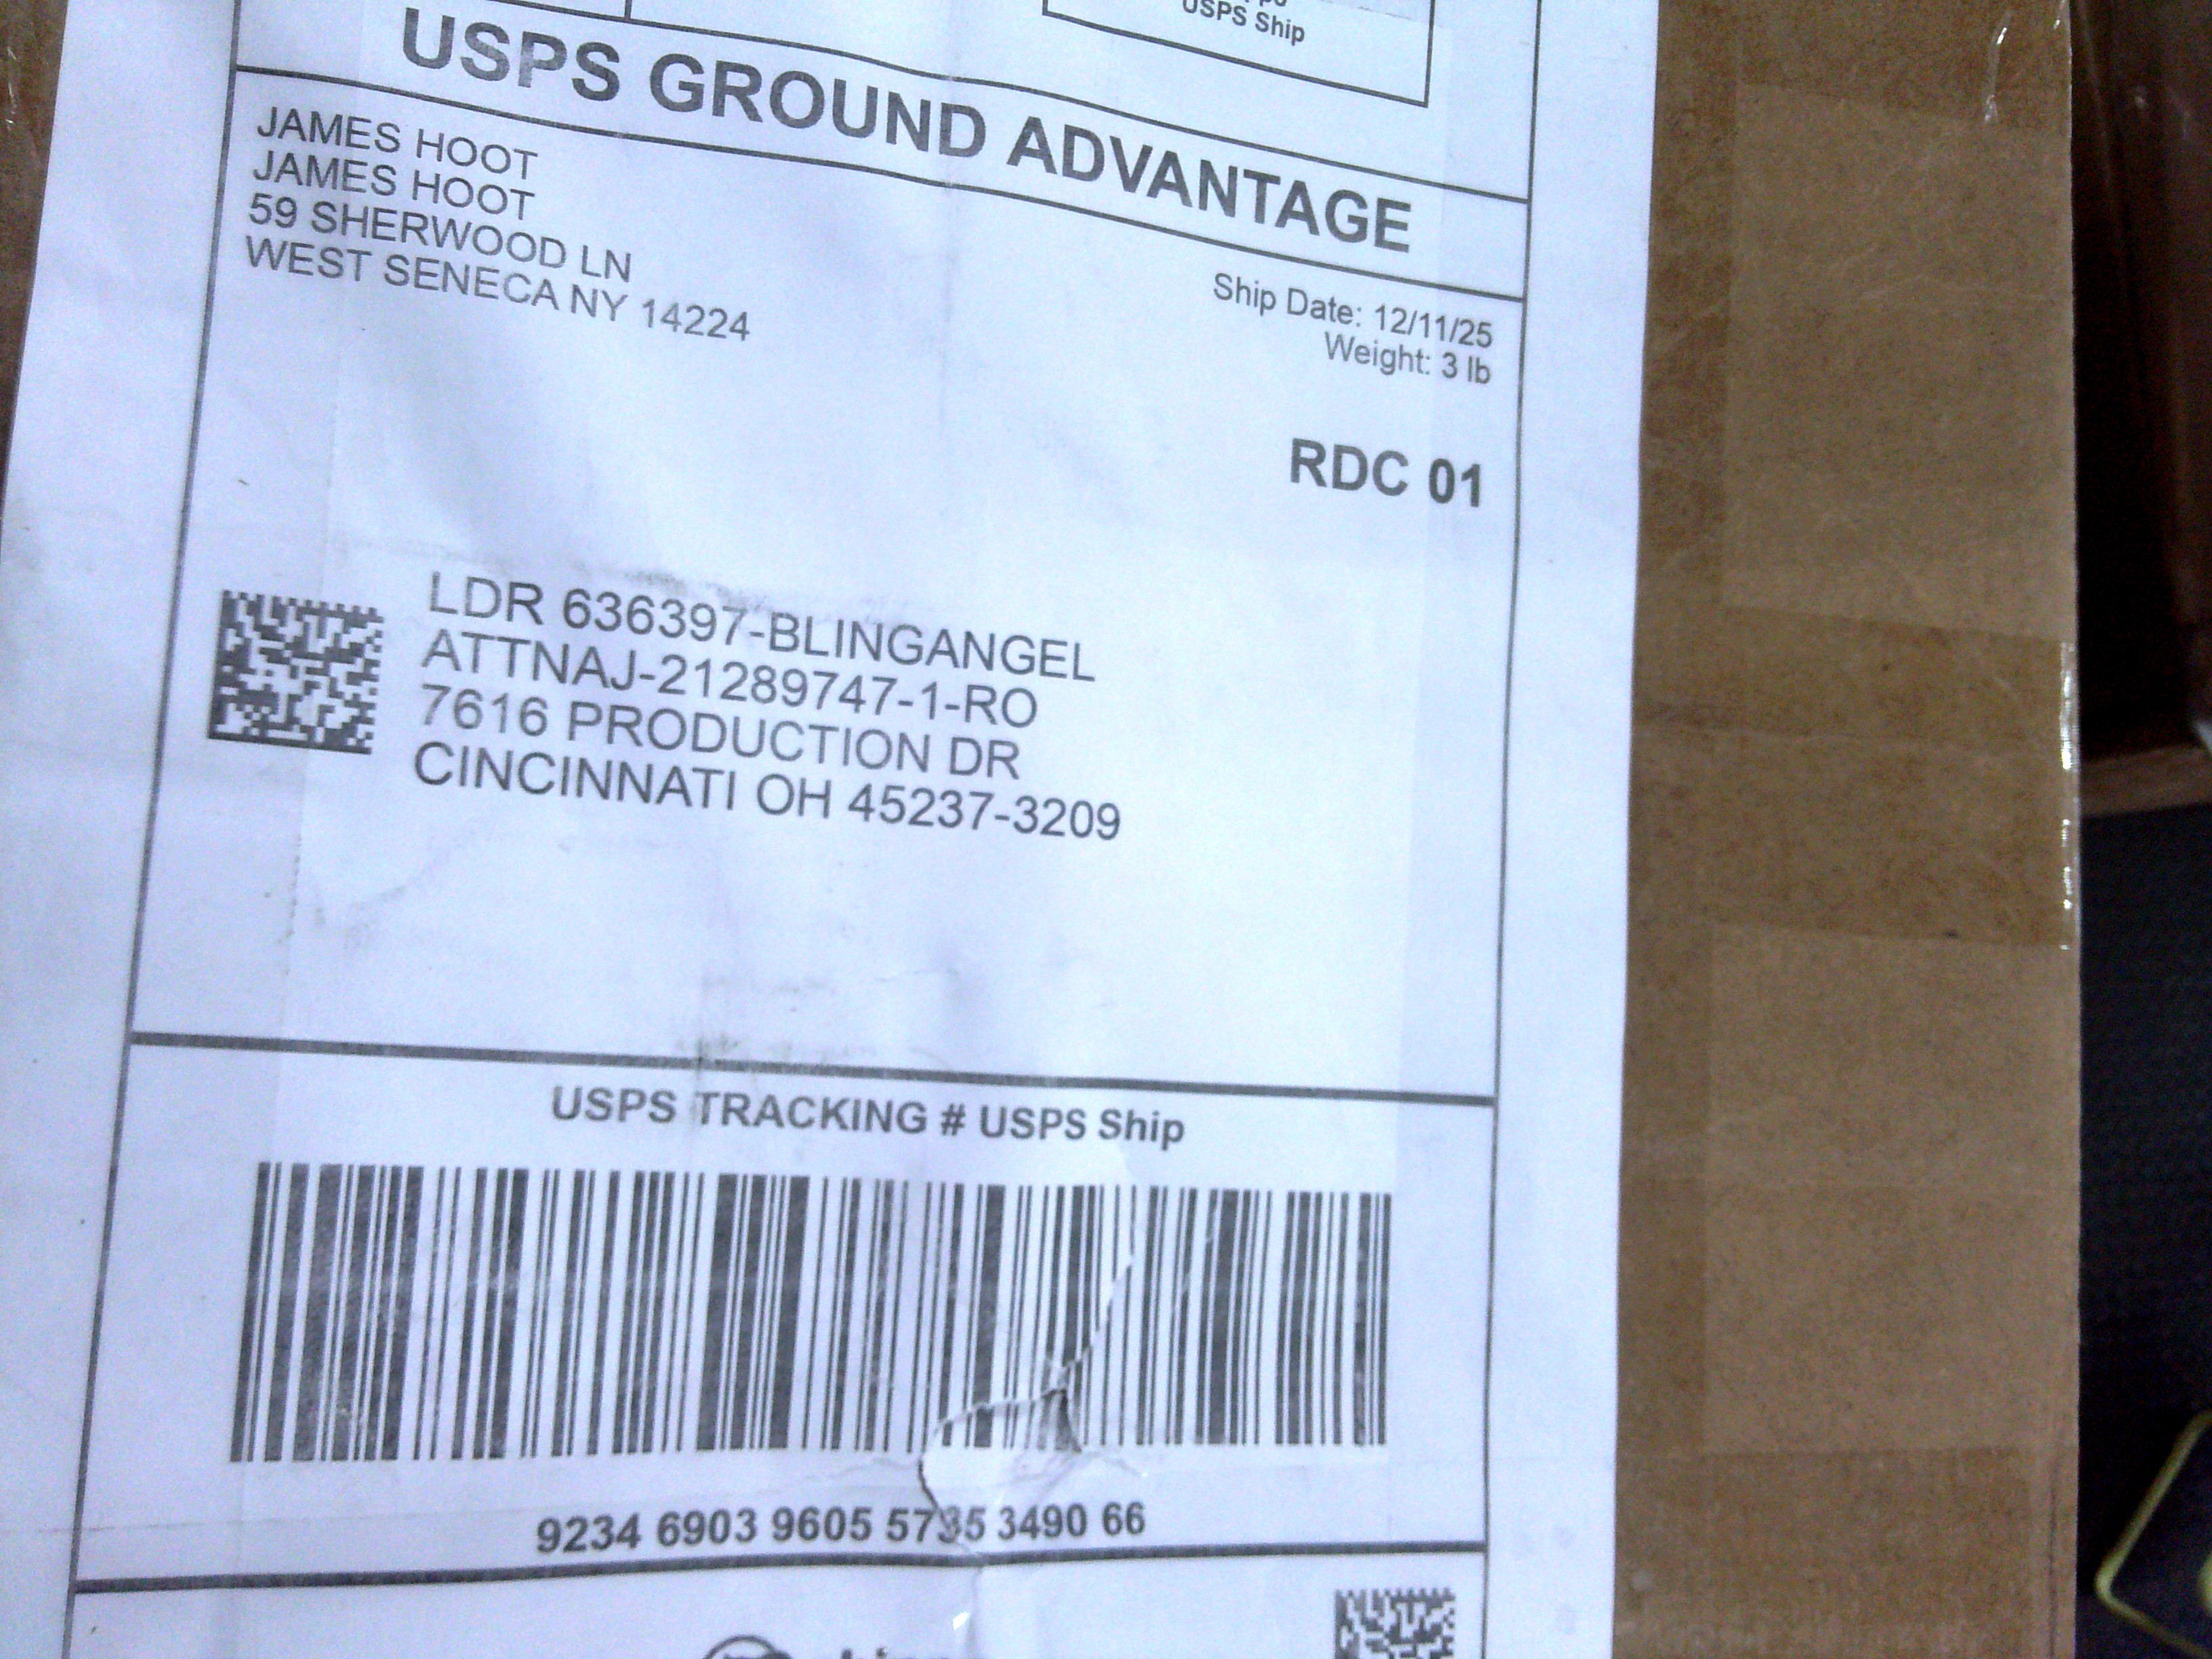 USPS Ship
USPS GROUND ADVANTAGE
JAMES HOOT
JAMES HOOT
59 SHERWOOD LN
WEST SENECA NY 14224
Ship Date: 12/11/25
Weight: 3 lb
RDC 01
LDR 636397-BLINGANGEL
ATTNAJ-21289747-1-RO
7616 PRODUCTION DR
CINCINNATI OH 45237-3209
USPS TRACKING # USPS Ship
9234 6903 9605 5735 3490 66